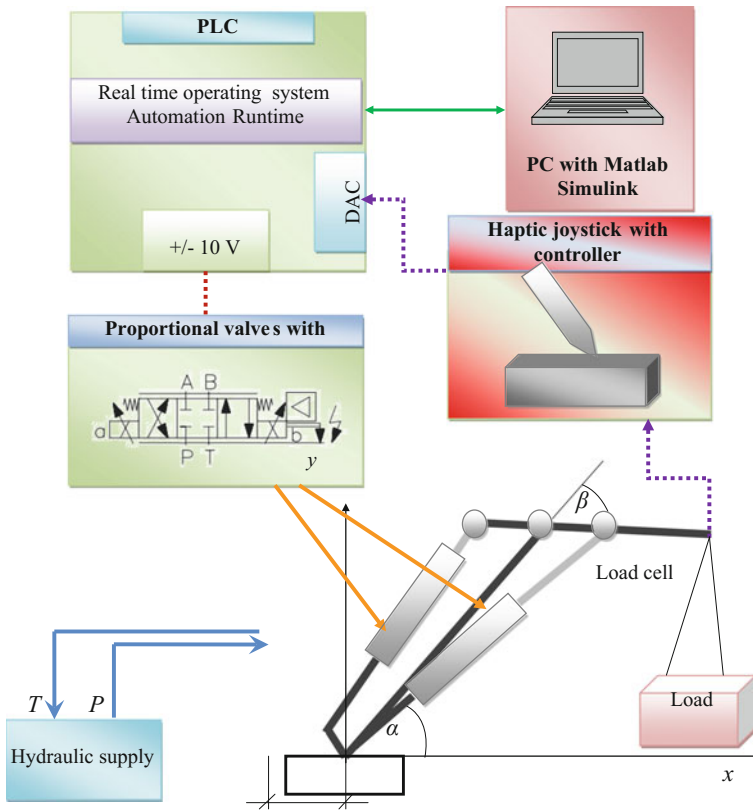 PLC
Real time operating system
Automation Runtime
DAC
+/- 10 V
PC with Matlab
Simulink
Haptic joystick with
controller
Proportional valves with
A B
a
b
P T
y
β
Load cell
Load
T P
Hydraulic supply
α
x